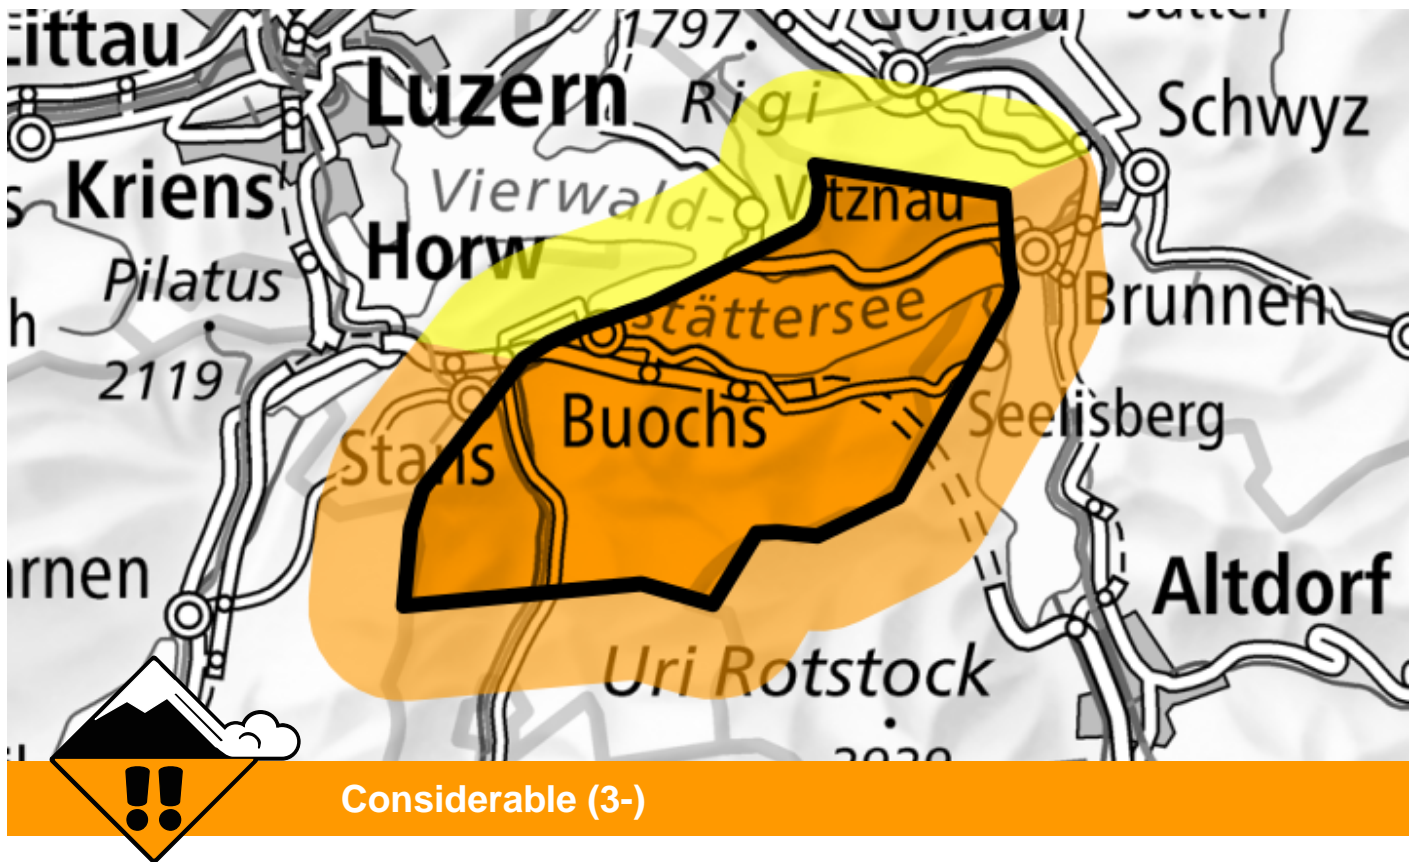 1797
Goldau
Littau
Luzern
Rigi
Schwyz
Kriens
Vierwald-
Vitznau
Horw
Pilatus
stättersee
Brunnen
2119
Buochs
Seelisberg
Stans
Altdorf
Uri Rotstock
Considerable (3-)